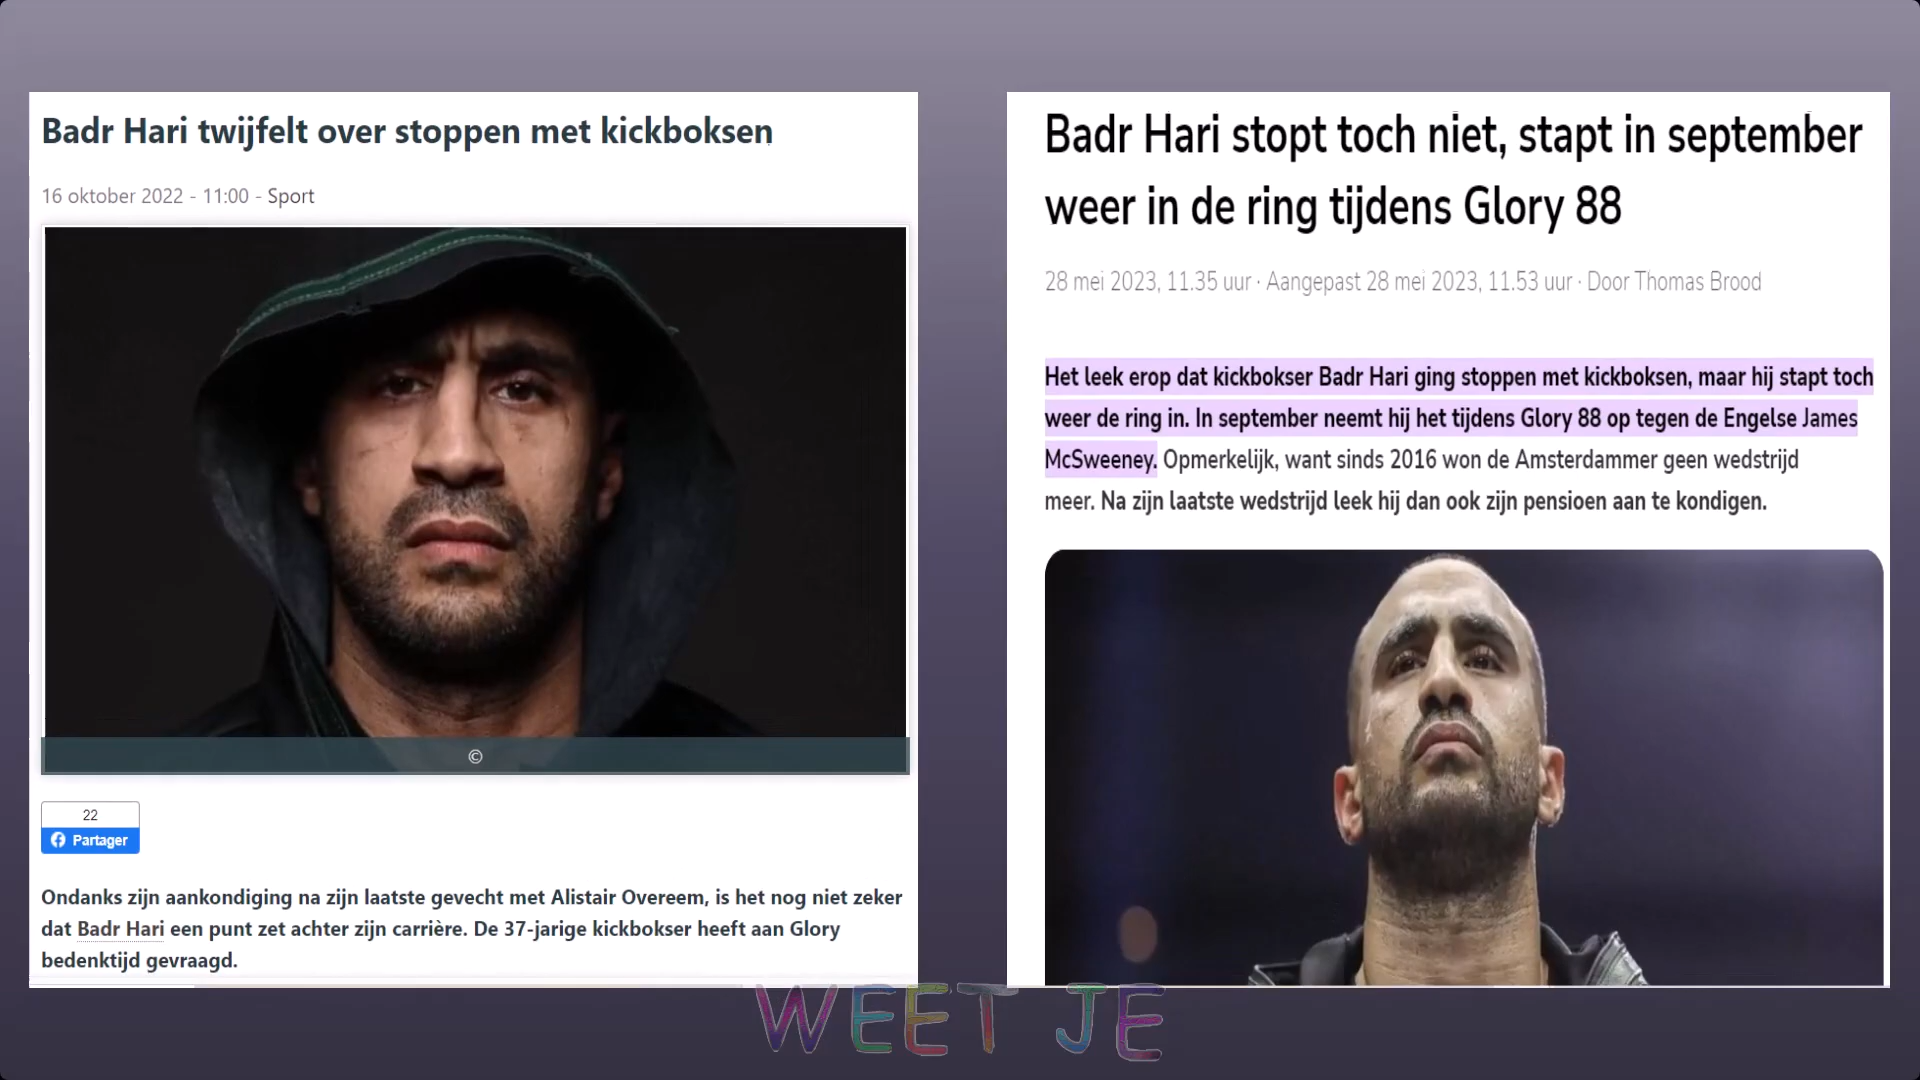 Badr Hari twijfelt over stoppen met kickboksen
16 oktober 2022 - 11:00 - Sport
©
22
Partager
Ondanks zijn aankondiging na zijn laatste gevecht met Alistair Overeem, is het nog niet zeker
dat Badr Hari een punt zet achter zijn carrière. De 37-jarige kickbokser heeft aan Glory
bedenktijd gevraagd.
Badr Hari stopt toch niet, stapt in september
weer in de ring tijdens Glory 88
28 mei 2023, 11.35 uur · Aangepast 28 mei 2023, 11.53 uur · Door Thomas Brood
Het leek erop dat kickbokser Badr Hari ging stoppen met kickboksen, maar hij stapt toch
weer de ring in. In september neemt hij het tijdens Glory 88 op tegen de Engelse James
McSweeney. Opmerkelijk, want sinds 2016 won de Amsterdammer geen wedstrijd
meer. Na zijn laatste wedstrijd leek hij dan ook zijn pensioen aan te kondigen.
WEET JE